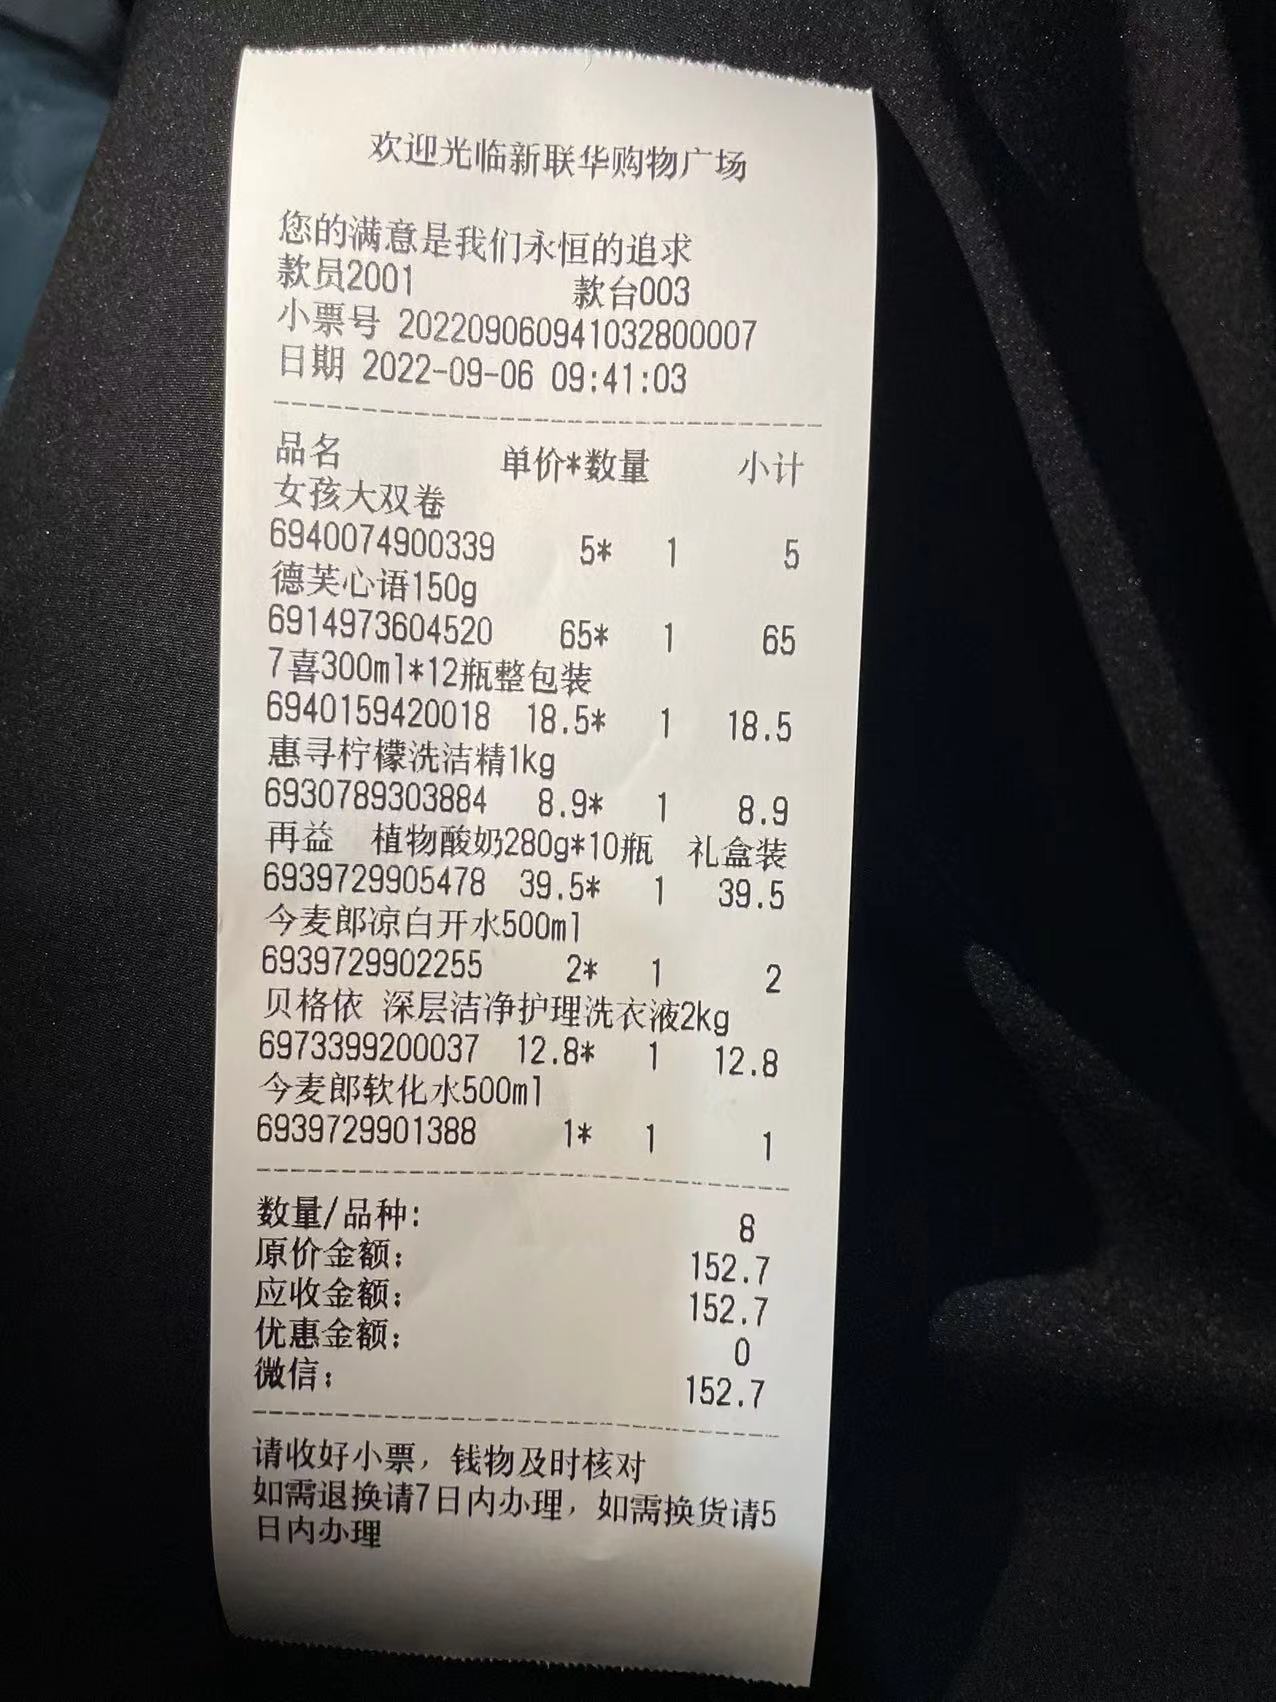 欢迎光临新联华购物广场
您的满意是我们永恒的追求
款员2001 款台003
小票号 202209060941032800007
日期 2022-09-06 09:41:03
品名 单价*数量 小计
女孩大双卷
6940074900339 5* 1 5
德芙心语150g
6914973604520 65* 1 65
7喜300ml*12瓶整包装
6940159420018 18.5* 1 18.5
惠寻柠檬洗洁精1kg
6930789303884 8.9* 1 8.9
再益 植物酸奶280g*10瓶 礼盒装
6939729905478 39.5* 1 39.5
今麦郎凉白开水500ml
6939729902255 2* 1 2
贝格依 深层洁净护理洗衣液2kg
6973399200037 12.8* 1 12.8
今麦郎软化水500ml
6939729901388 1* 1 1
数量/品种: 8
原价金额: 152.7
应收金额: 152.7
优惠金额: 0
微信: 152.7
请收好小票，钱物及时核对
如需退换请7日内办理，如需换货请5
日内办理